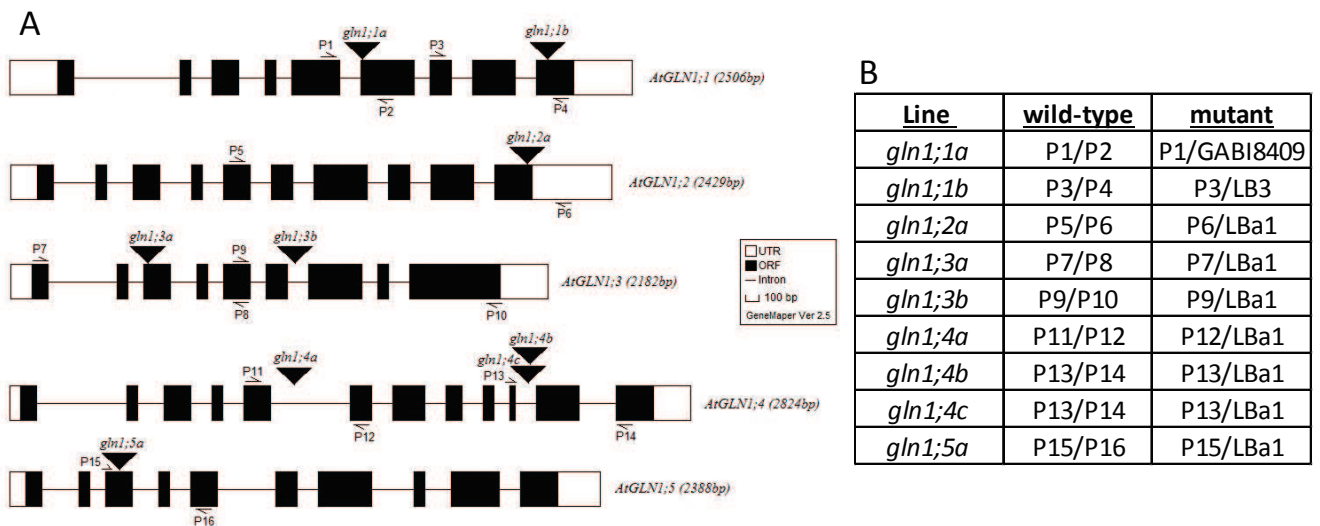 A
gln1;1a
gln1;1b
P1
P3
AtGLN1;1 (2506bp)
P2
P4
gln1;2a
P5
AtGLN1;2 (2429bp)
P6
gln1;3a
gln1;3b
P7
P9
AtGLN1;3 (2182bp)
P8
P10
UTR
ORF
Intron
100 bp
GeneMaper Ver 2.5
gln1;4b
gln1;4a
gln1;4c
P11
P13
AtGLN1;4 (2824bp)
P12
P14
gln1;5a
P15
AtGLN1;5 (2388bp)
P16
B
Line wild-type mutant
gln1;1a P1/P2 P1/GABI8409
gln1;1b P3/P4 P3/LB3
gln1;2a P5/P6 P6/LBa1
gln1;3a P7/P8 P7/LBa1
gln1;3b P9/P10 P9/LBa1
gln1;4a P11/P12 P12/LBa1
gln1;4b P13/P14 P13/LBa1
gln1;4c P13/P14 P13/LBa1
gln1;5a P15/P16 P15/LBa1